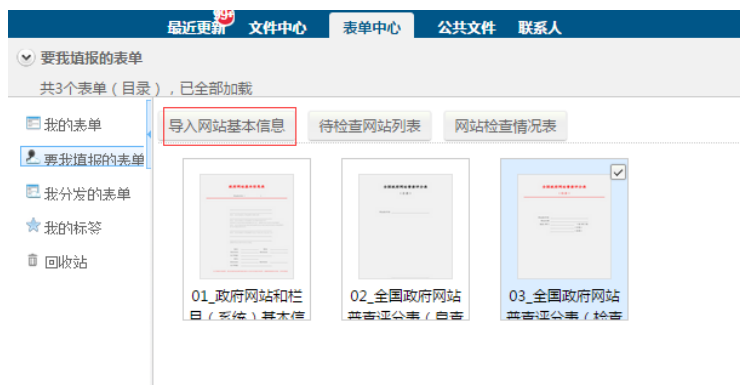 最近更新 99+ 文件中心 表单中心 公共文件 联系人
要我填报的表单
共3个表单（目录），已全部加载
我的表单
要我填报的表单
我分发的表单
我的标签
回收站
导入网站基本信息 待检查网站列表 网站检查情况表
01_政府网站和栏
目（系统）基本信
02_全国政府网站
普查评分表（自查
03_全国政府网站
普查评分表（检查